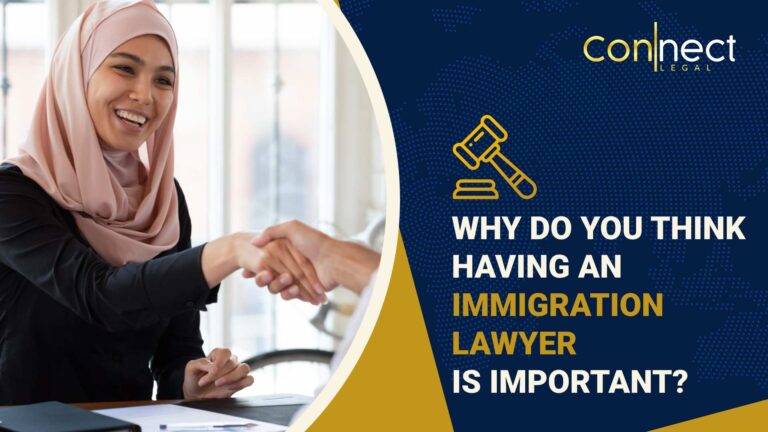 Connect
LEGAL
WHY DO YOU THINK
HAVING AN
IMMIGRATION
LAWYER
IS IMPORTANT?